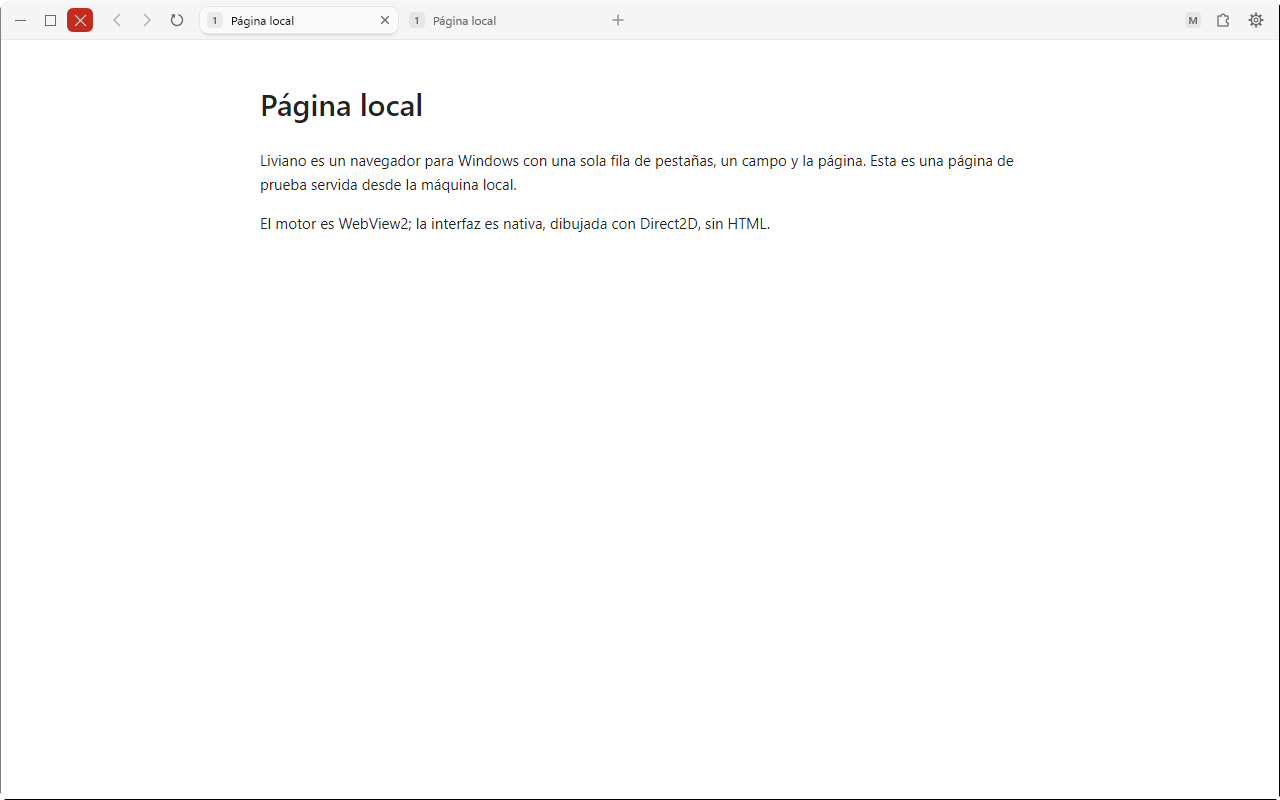 1 Página local
1 Página local
M
Página local
Liviano es un navegador para Windows con una sola fila de pestañas, un campo y la página. Esta es una página de
prueba servida desde la máquina local.
El motor es WebView2; la interfaz es nativa, dibujada con Direct2D, sin HTML.